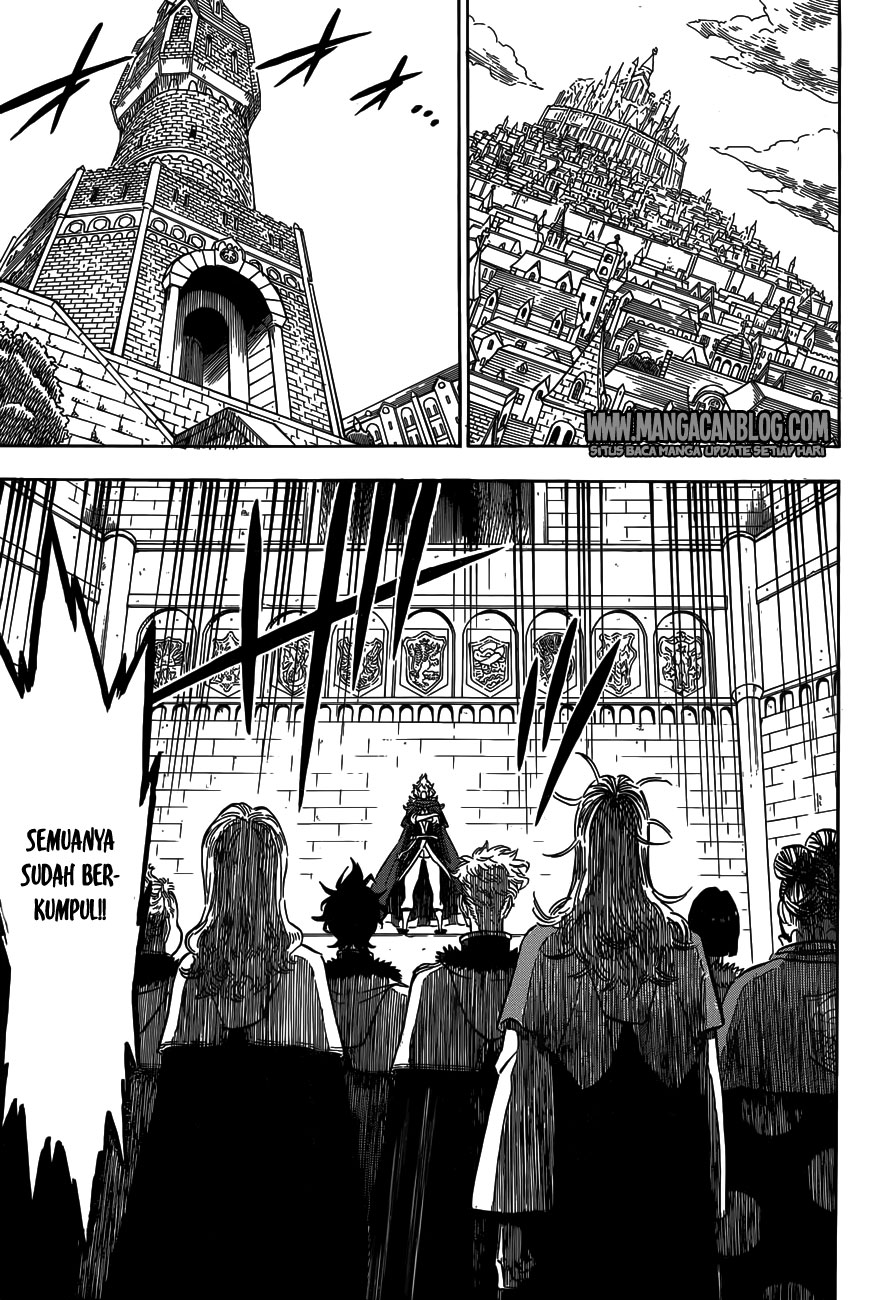 WWW.MANGACANBLOG.COM
SITUS BACA MANGA UPDATE SETIAP HARI
SEMUANYA
SUDAH BER-
KUMPUL!!